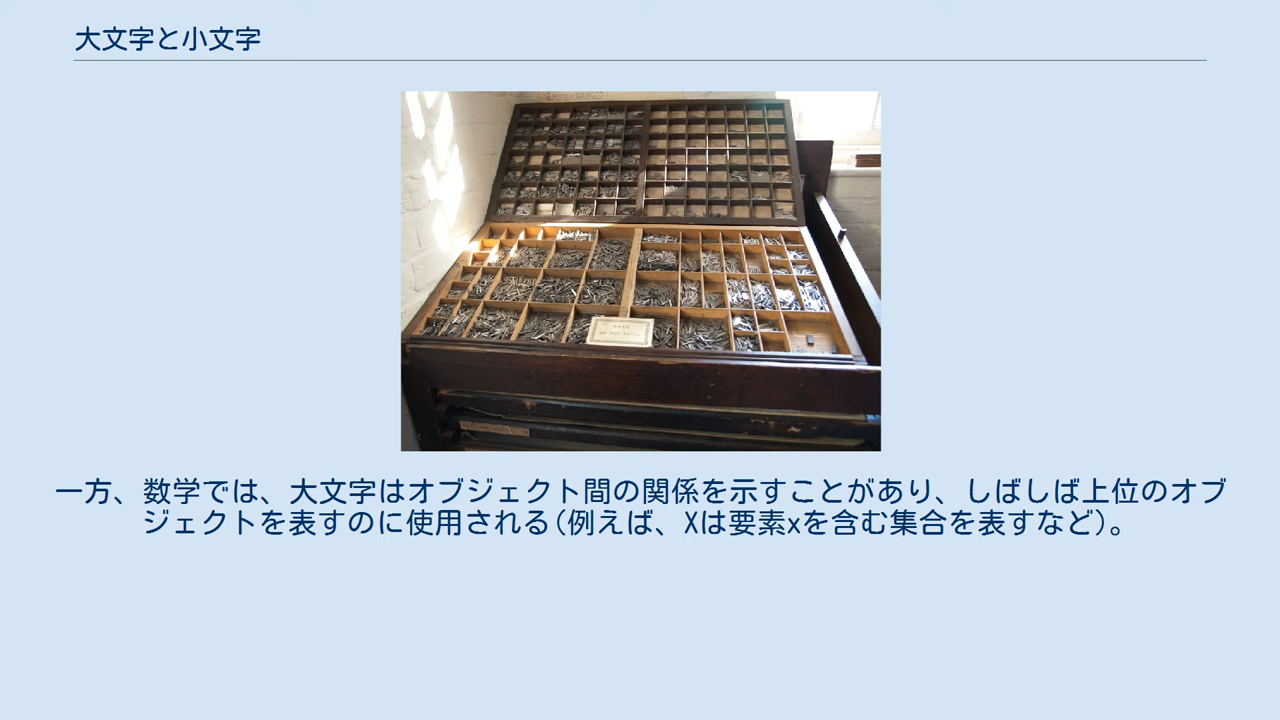 大文字と小文字
一方、数学では、大文字はオブジェクト間の関係を示すことがあり、しばしば上位のオブ
ジェクトを表すのに使用される(例えば、Xは要素xを含む集合を表すなど)。